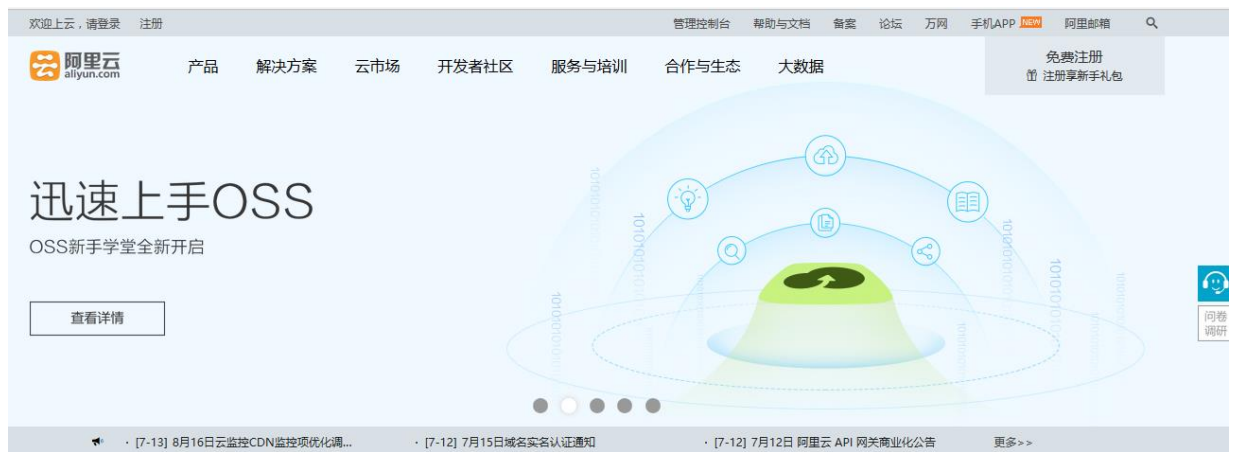 欢迎上云，请登录 注册 管理控制台 帮助与文档 备案 论坛 万网 手机APP NEW 阿里邮箱
阿里云
aliyun.com
产品 解决方案 云市场 开发者社区 服务与培训 合作与生态 大数据
免费注册
注册享新手礼包
迅速上手OSS
OSS新手学堂全新开启
查看详情
问卷
调研
· [7-13] 8月16日云监控CDN监控项优化调... · [7-12] 7月15日域名实名认证通知 · [7-12] 7月12日 阿里云 API 网关商业化公告 更多>>